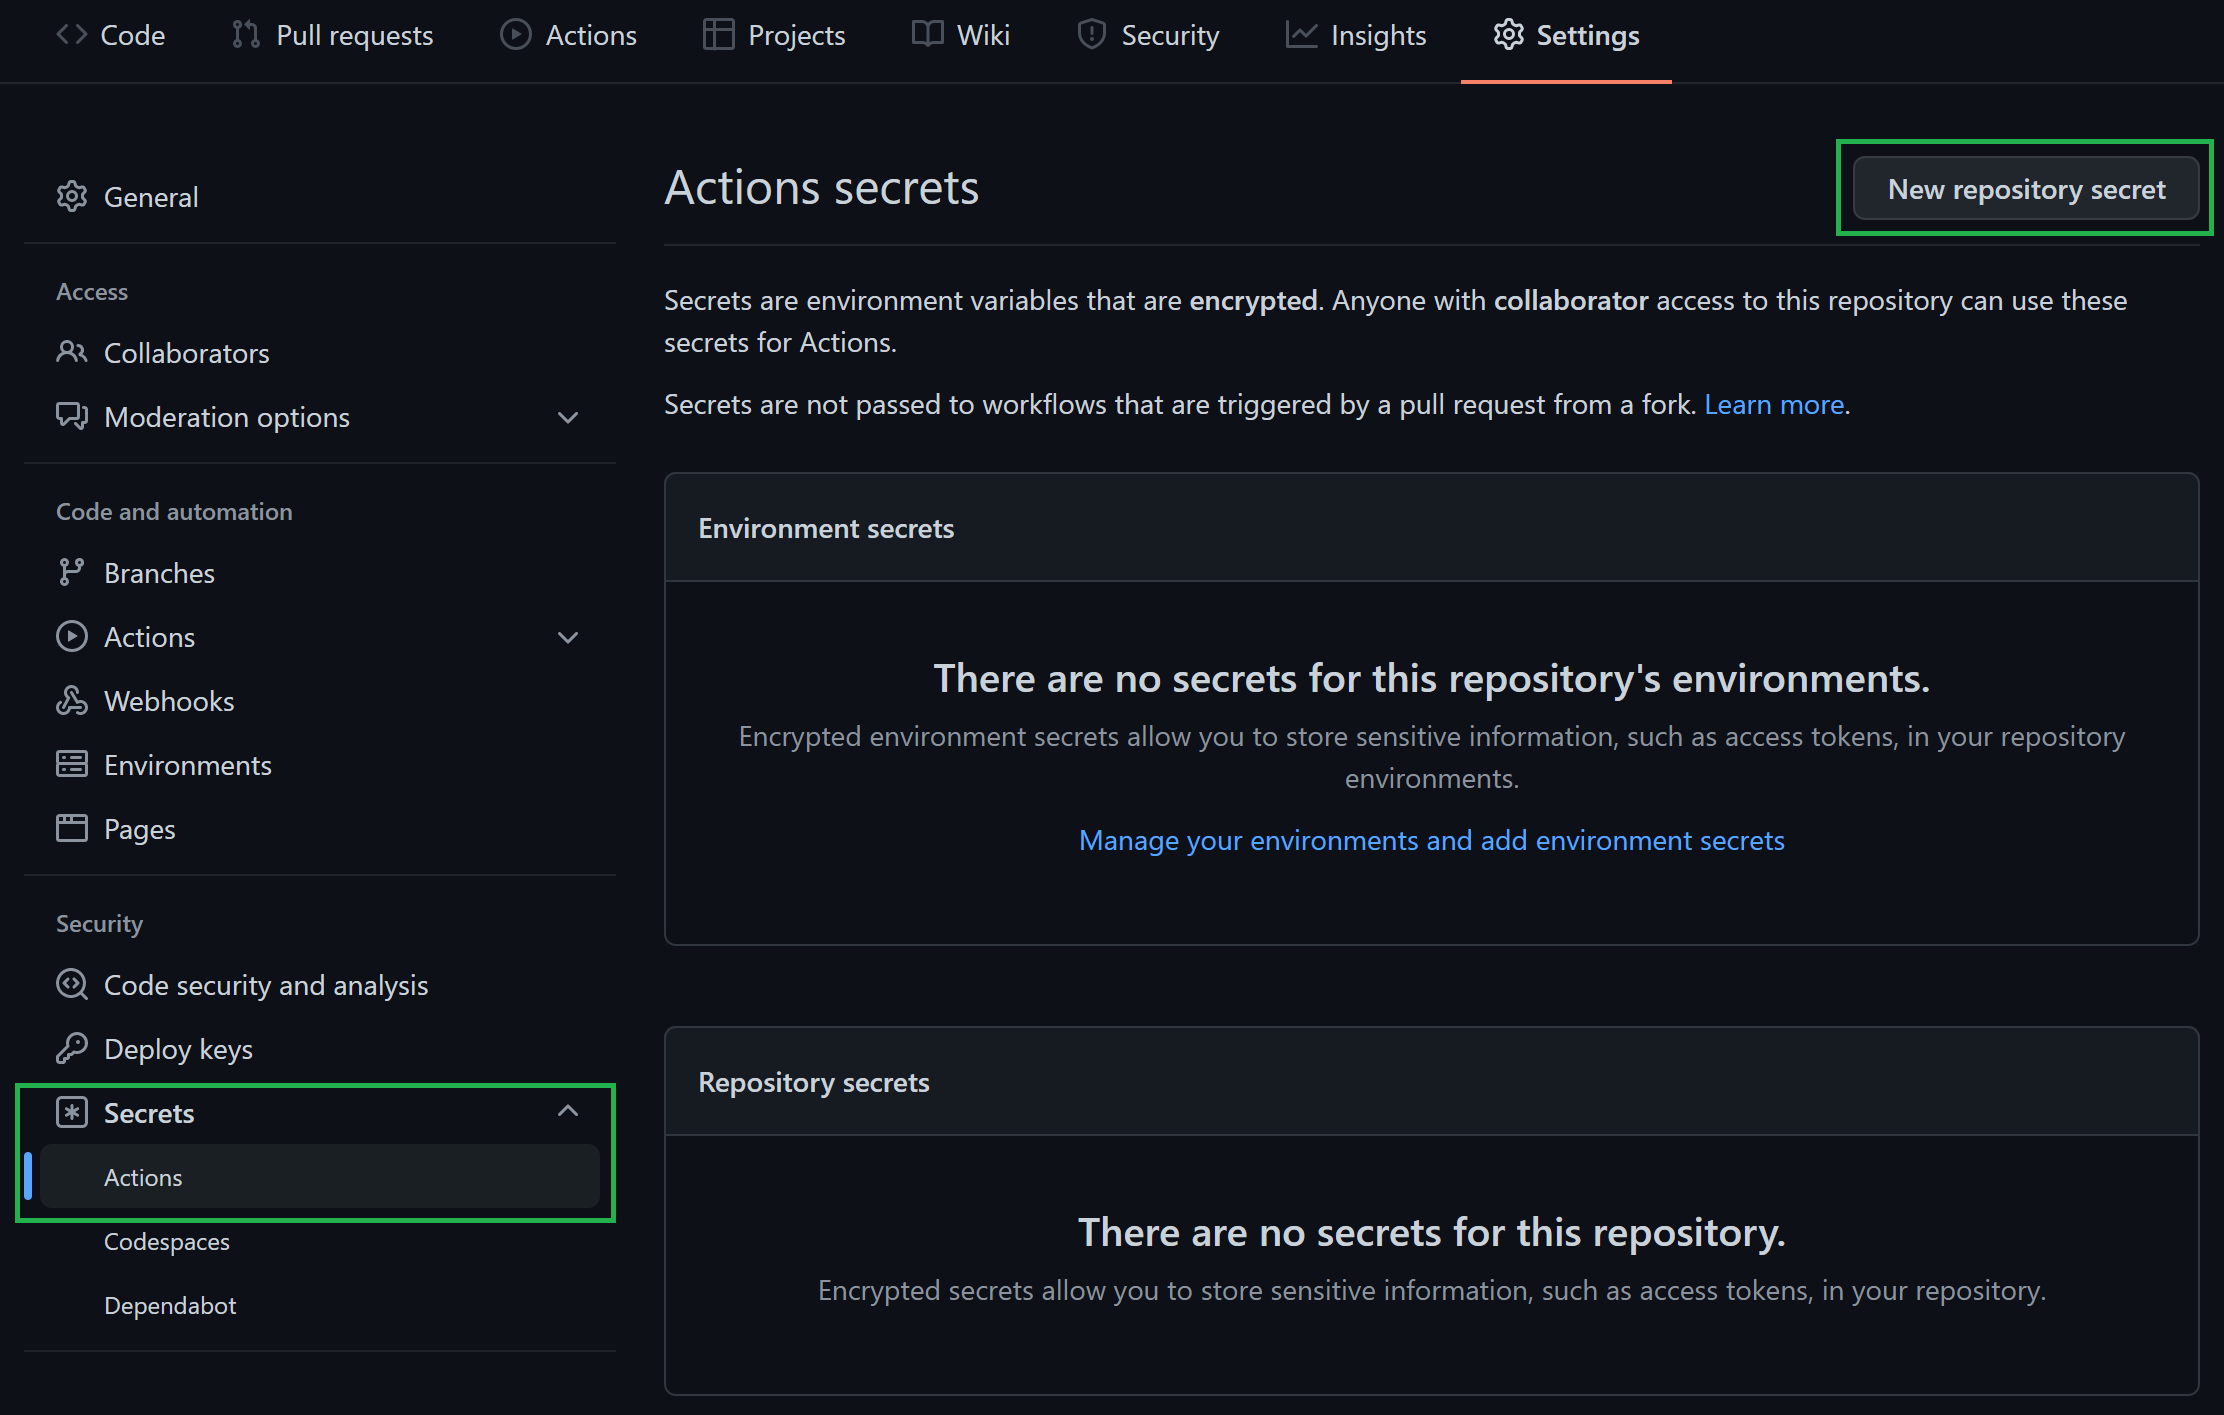 Code Pull requests Actions Projects Wiki Security Insights Settings
General
Access
Collaborators
Moderation options
Code and automation
Branches
Actions
Webhooks
Environments
Pages
Security
Code security and analysis
Deploy keys
Secrets
Actions
Codespaces
Dependabot
Actions secrets
New repository secret
Secrets are environment variables that are encrypted. Anyone with collaborator access to this repository can use these
secrets for Actions.
Secrets are not passed to workflows that are triggered by a pull request from a fork. Learn more.
Environment secrets
There are no secrets for this repository's environments.
Encrypted environment secrets allow you to store sensitive information, such as access tokens, in your repository
environments.
Manage your environments and add environment secrets
Repository secrets
There are no secrets for this repository.
Encrypted secrets allow you to store sensitive information, such as access tokens, in your repository.